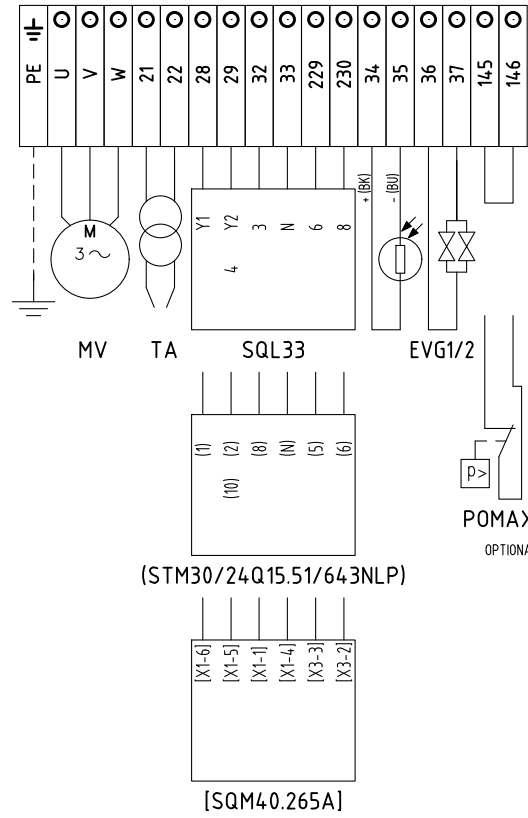 PE U V W 21 22 28 29 32 33 229 230 34 35 36 37 145 146
+ (BK) - (BU)
Y1 Y2 3 N 6 8
4
M
3~
MV TA SQL33 EVG1/2
(1) (2) (8) (N) (5) (6)
(10)
p>
POMAX
OPTIONA
(STM30/24Q15.51/643NLP)
[X1-6] [X1-5] [X1-1] [X1-4] [X3-3] [X3-2]
[SQM40.265A]